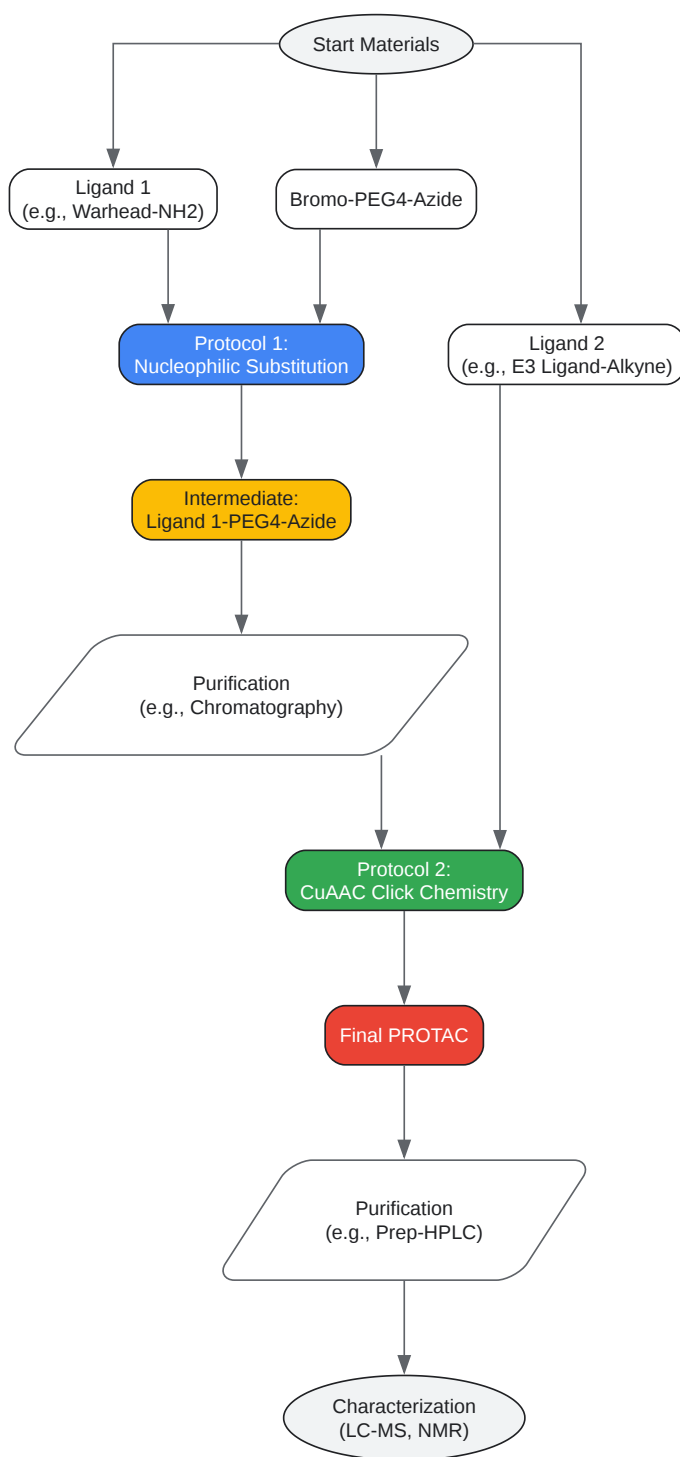 Start Materials
Ligand 1
(e.g., Warhead-NH2)
Bromo-PEG4-Azide
Protocol 1:
Nucleophilic Substitution
Ligand 2
(e.g., E3 Ligand-Alkyne)
Intermediate:
Ligand 1-PEG4-Azide
Purification
(e.g., Chromatography)
Protocol 2:
CuAAC Click Chemistry
Final PROTAC
Purification
(e.g., Prep-HPLC)
Characterization
(LC-MS, NMR)